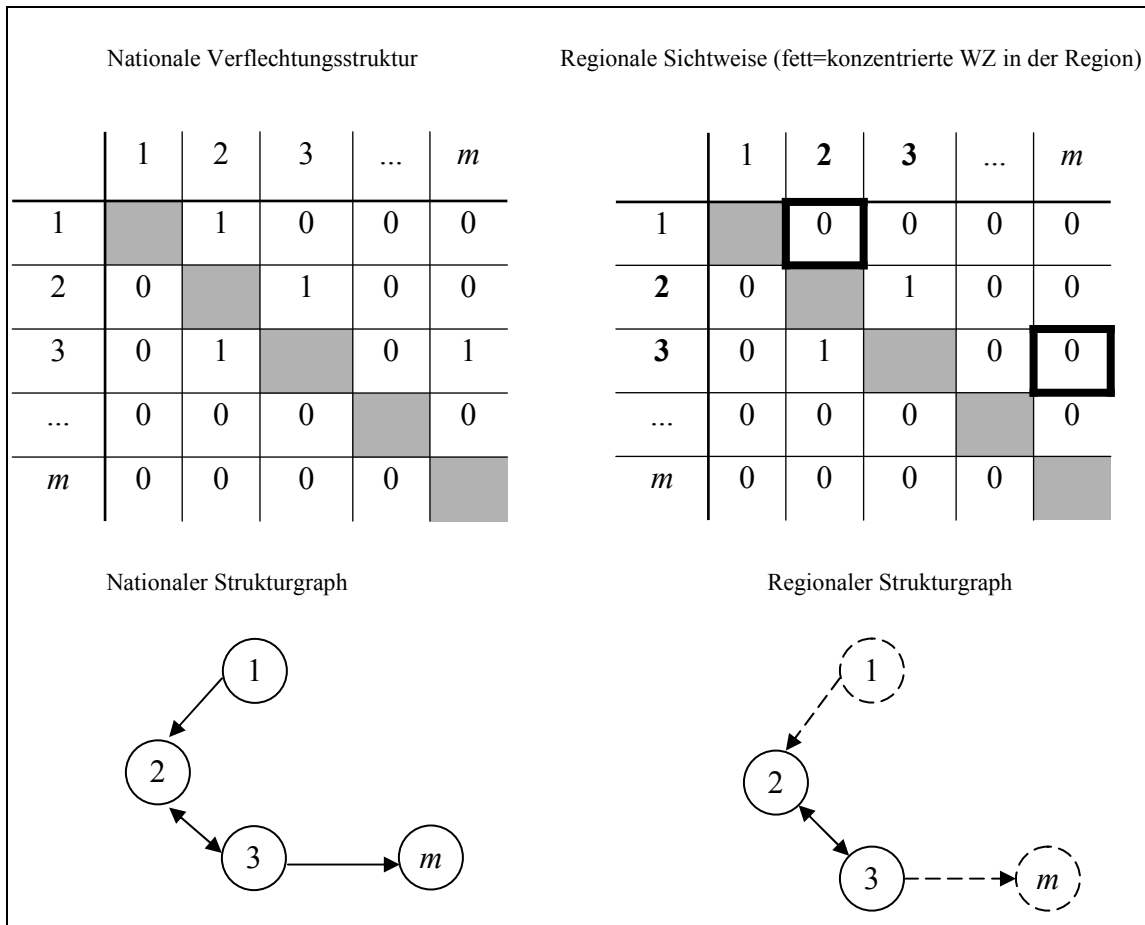 Nationale Verflechtungsstruktur
1 2 3 ... m
1 1 0 0 0
2 0 1 0 0
3 0 1 0 1
... 0 0 0 0
m 0 0 0 0
Regionale Sichtweise (fett=konzentrierte WZ in der Region)
1 2 3 ... m
1 0 0 0 0
2 0 1 0 0
3 0 1 0 0
... 0 0 0 0
m 0 0 0 0
Nationaler Strukturgraph
1
2
3 m
Regionaler Strukturgraph
1
2
3 m